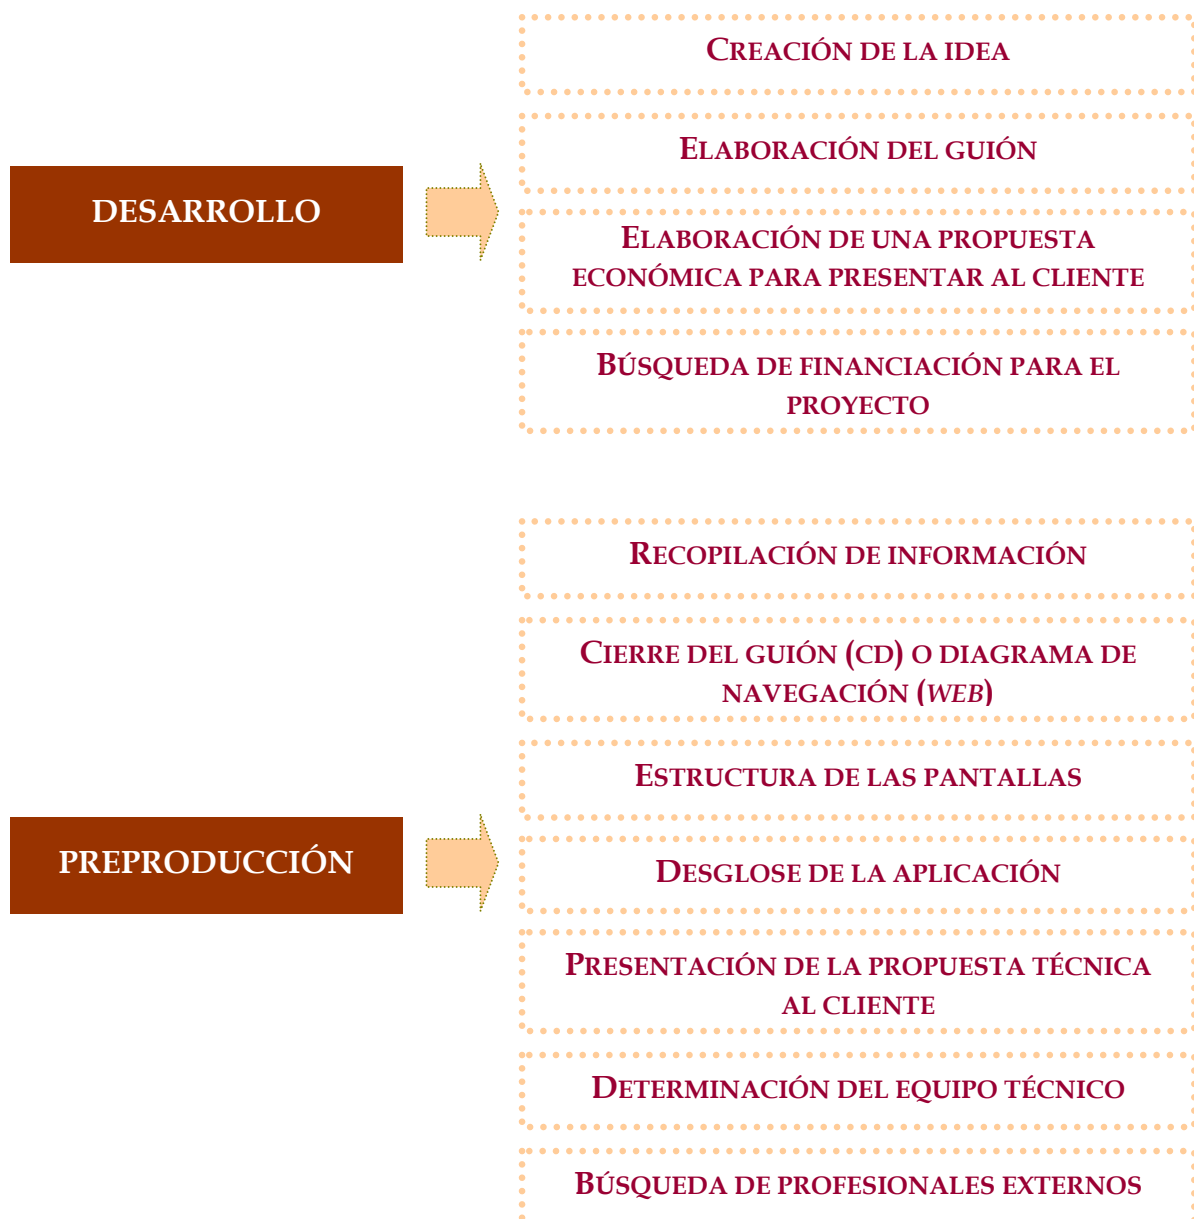 CREACIÓN DE LA IDEA
ELABORACIÓN DEL GUIÓN
DESARROLLO
ELABORACIÓN DE UNA PROPUESTA
ECONÓMICA PARA PRESENTAR AL CLIENTE
BÚSQUEDA DE FINANCIACIÓN PARA EL
PROYECTO
RECOPILACIÓN DE INFORMACIÓN
CIERRE DEL GUIÓN (CD) O DIAGRAMA DE
NAVEGACIÓN (WEB)
ESTRUCTURA DE LAS PANTALLAS
PREPRODUCCIÓN
DESGLOSE DE LA APLICACIÓN
PRESENTACIÓN DE LA PROPUESTA TÉCNICA
AL CLIENTE
DETERMINACIÓN DEL EQUIPO TÉCNICO
BÚSQUEDA DE PROFESIONALES EXTERNOS